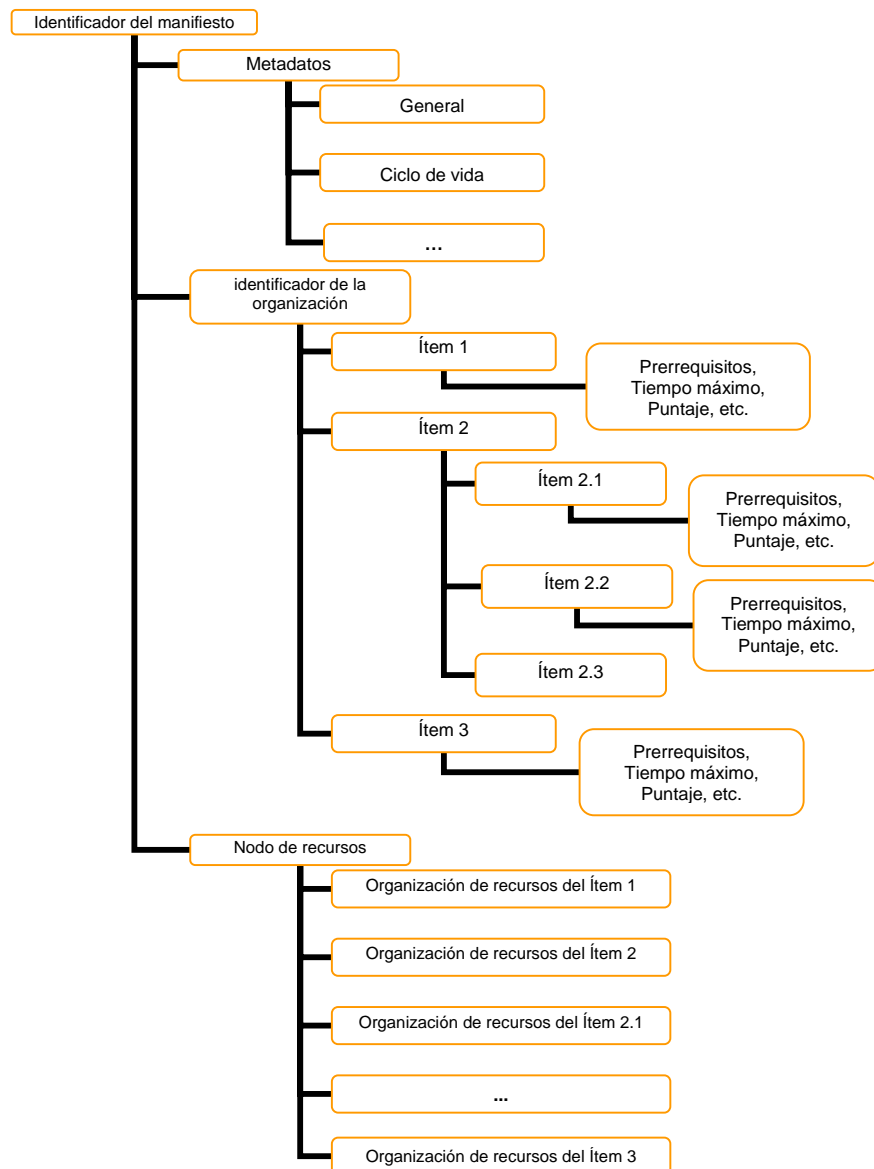 Identificador del manifiesto
Metadatos
General
Ciclo de vida
...
identificador de la
organización
Ítem 1
Prerrequisitos,
Tiempo máximo,
Puntaje, etc.
Ítem 2
Ítem 2.1
Prerrequisitos,
Tiempo máximo,
Puntaje, etc.
Ítem 2.2
Prerrequisitos,
Tiempo máximo,
Puntaje, etc.
Ítem 2.3
Ítem 3
Prerrequisitos,
Tiempo máximo,
Puntaje, etc.
Nodo de recursos
Organización de recursos del Ítem 1
Organización de recursos del Ítem 2
Organización de recursos del Ítem 2.1
...
Organización de recursos del Ítem 3